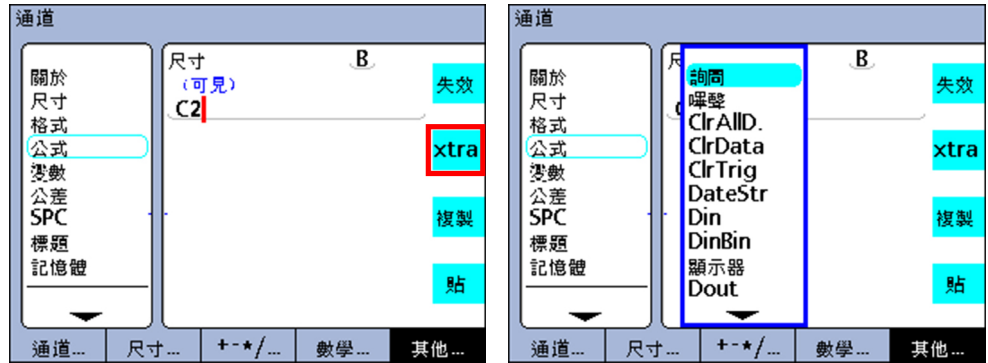 通道
關於
尺寸
格式
公式
變數
公差
SPC
標題
記憶體
尺寸 B
(可見)
C2
失效
xtra
複製
貼
通道... 尺寸... +-*/... 數學... 其他...
通道
關於
尺寸
格式
公式
變數
公差
SPC
標題
記憶體
B
詢問
嗶聲
ClrAllD.
ClrData
ClrTrig
DateStr
Din
DinBin
顯示器
Dout
失效
xtra
複製
貼
通道... 尺寸... +-*/... 數學... 其他...